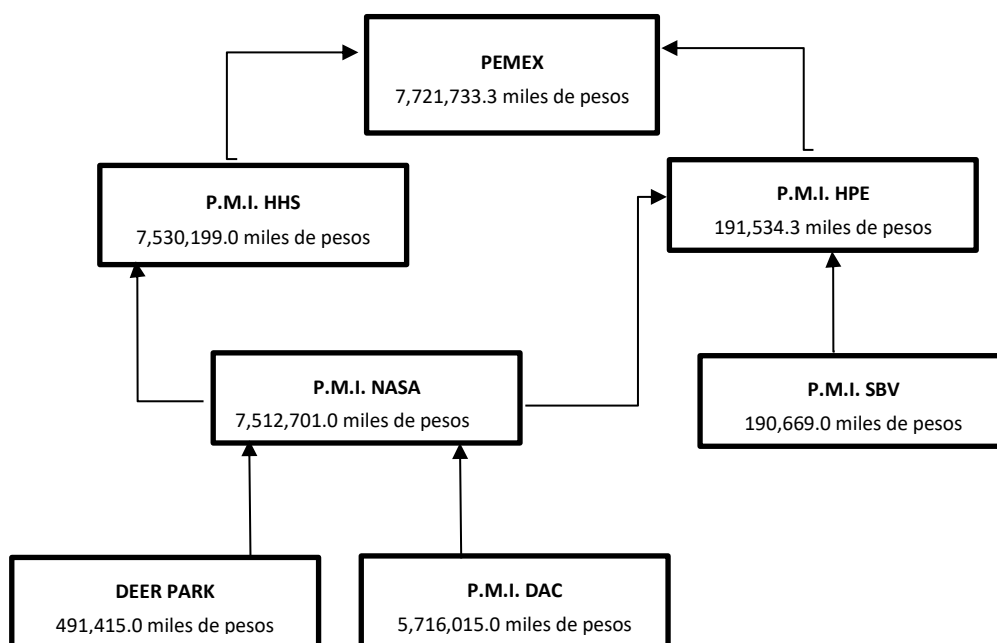 PEMEX
7,721,733.3 miles de pesos
P.M.I. HHS
7,530,199.0 miles de pesos
P.M.I. HPE
191,534.3 miles de pesos
P.M.I. NASA
7,512,701.0 miles de pesos
P.M.I. SBV
190,669.0 miles de pesos
DEER PARK
491,415.0 miles de pesos
P.M.I. DAC
5,716,015.0 miles de pesos